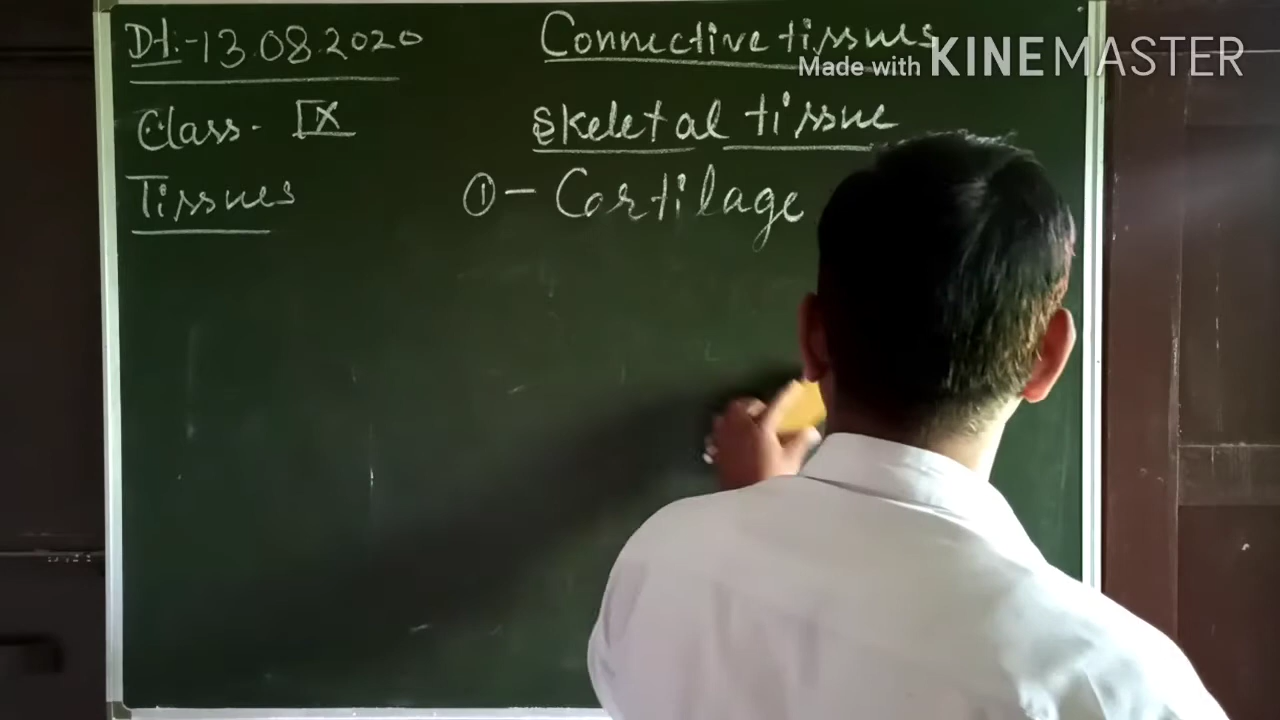 Dt:-13.08.2020
Connective tissues
Made with KINEMASTER
Class- IX
Skeletal tissue
Tissues
① - Cartilage